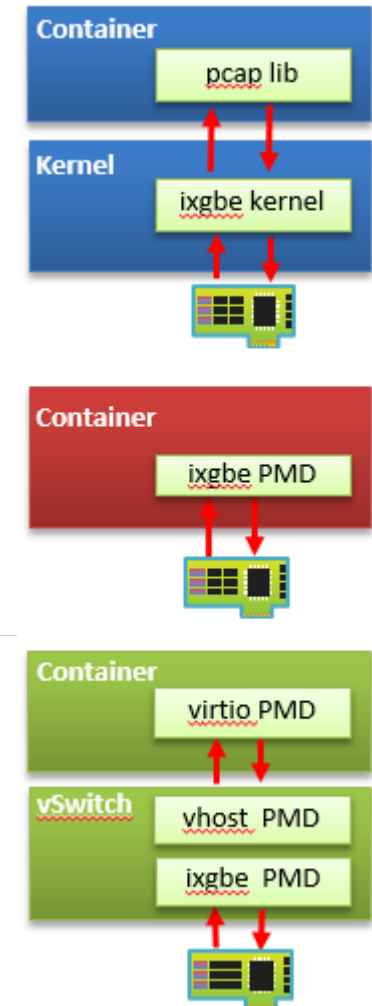 Container
pcap lib
Kernel
ixgbe kernel
Container
ixgbe PMD
Container
virtio PMD
vSwitch
vhost PMD
ixgbe PMD